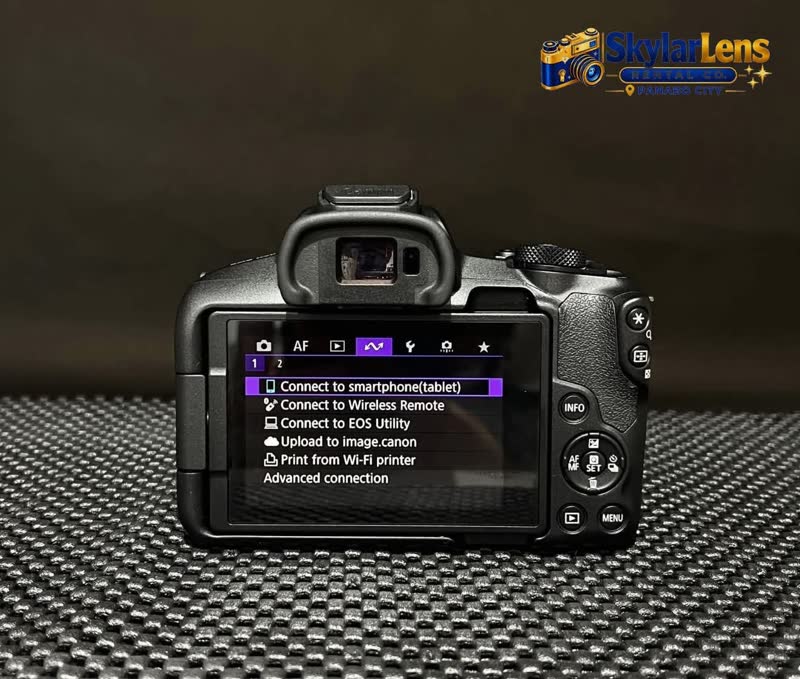 SkylarLens
RENTAL CO.
PANABO CITY
AF
1 2
Connect to smartphone(tablet)
Connect to Wireless Remote
Connect to EOS Utility
Upload to image.canon
Print from Wi-Fi printer
Advanced connection
INFO
AF
MF
Q
SET
MENU